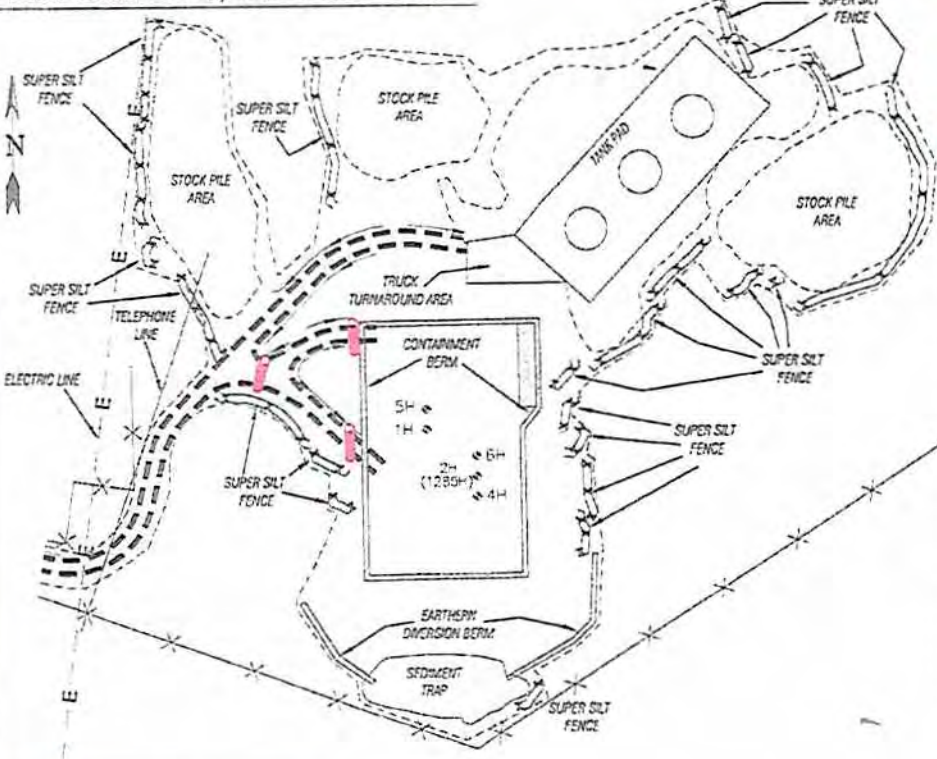 SUPER SILT
FENCE
SUPER SILT
FENCE
N
E
SUPER SILT
FENCE
STOCK PILE
AREA
STOCK PILE
AREA
TANK PAD
STOCK PILE
AREA
E
SUPER SILT
FENCE
TELEPHONE
LINE
TRUCK
TURNAROUND AREA
ELECTRIC LINE
E
CONTAINMENT
BERM
SUPER SILT
FENCE
5H
1H
6H
2H
(1289H)
4H
SUPER SILT
FENCE
SUPER SILT
FENCE
E
EARTHERN
DIVERSION BERM
SEDIMENT
TRAP
E
SUPER SILT
FENCE